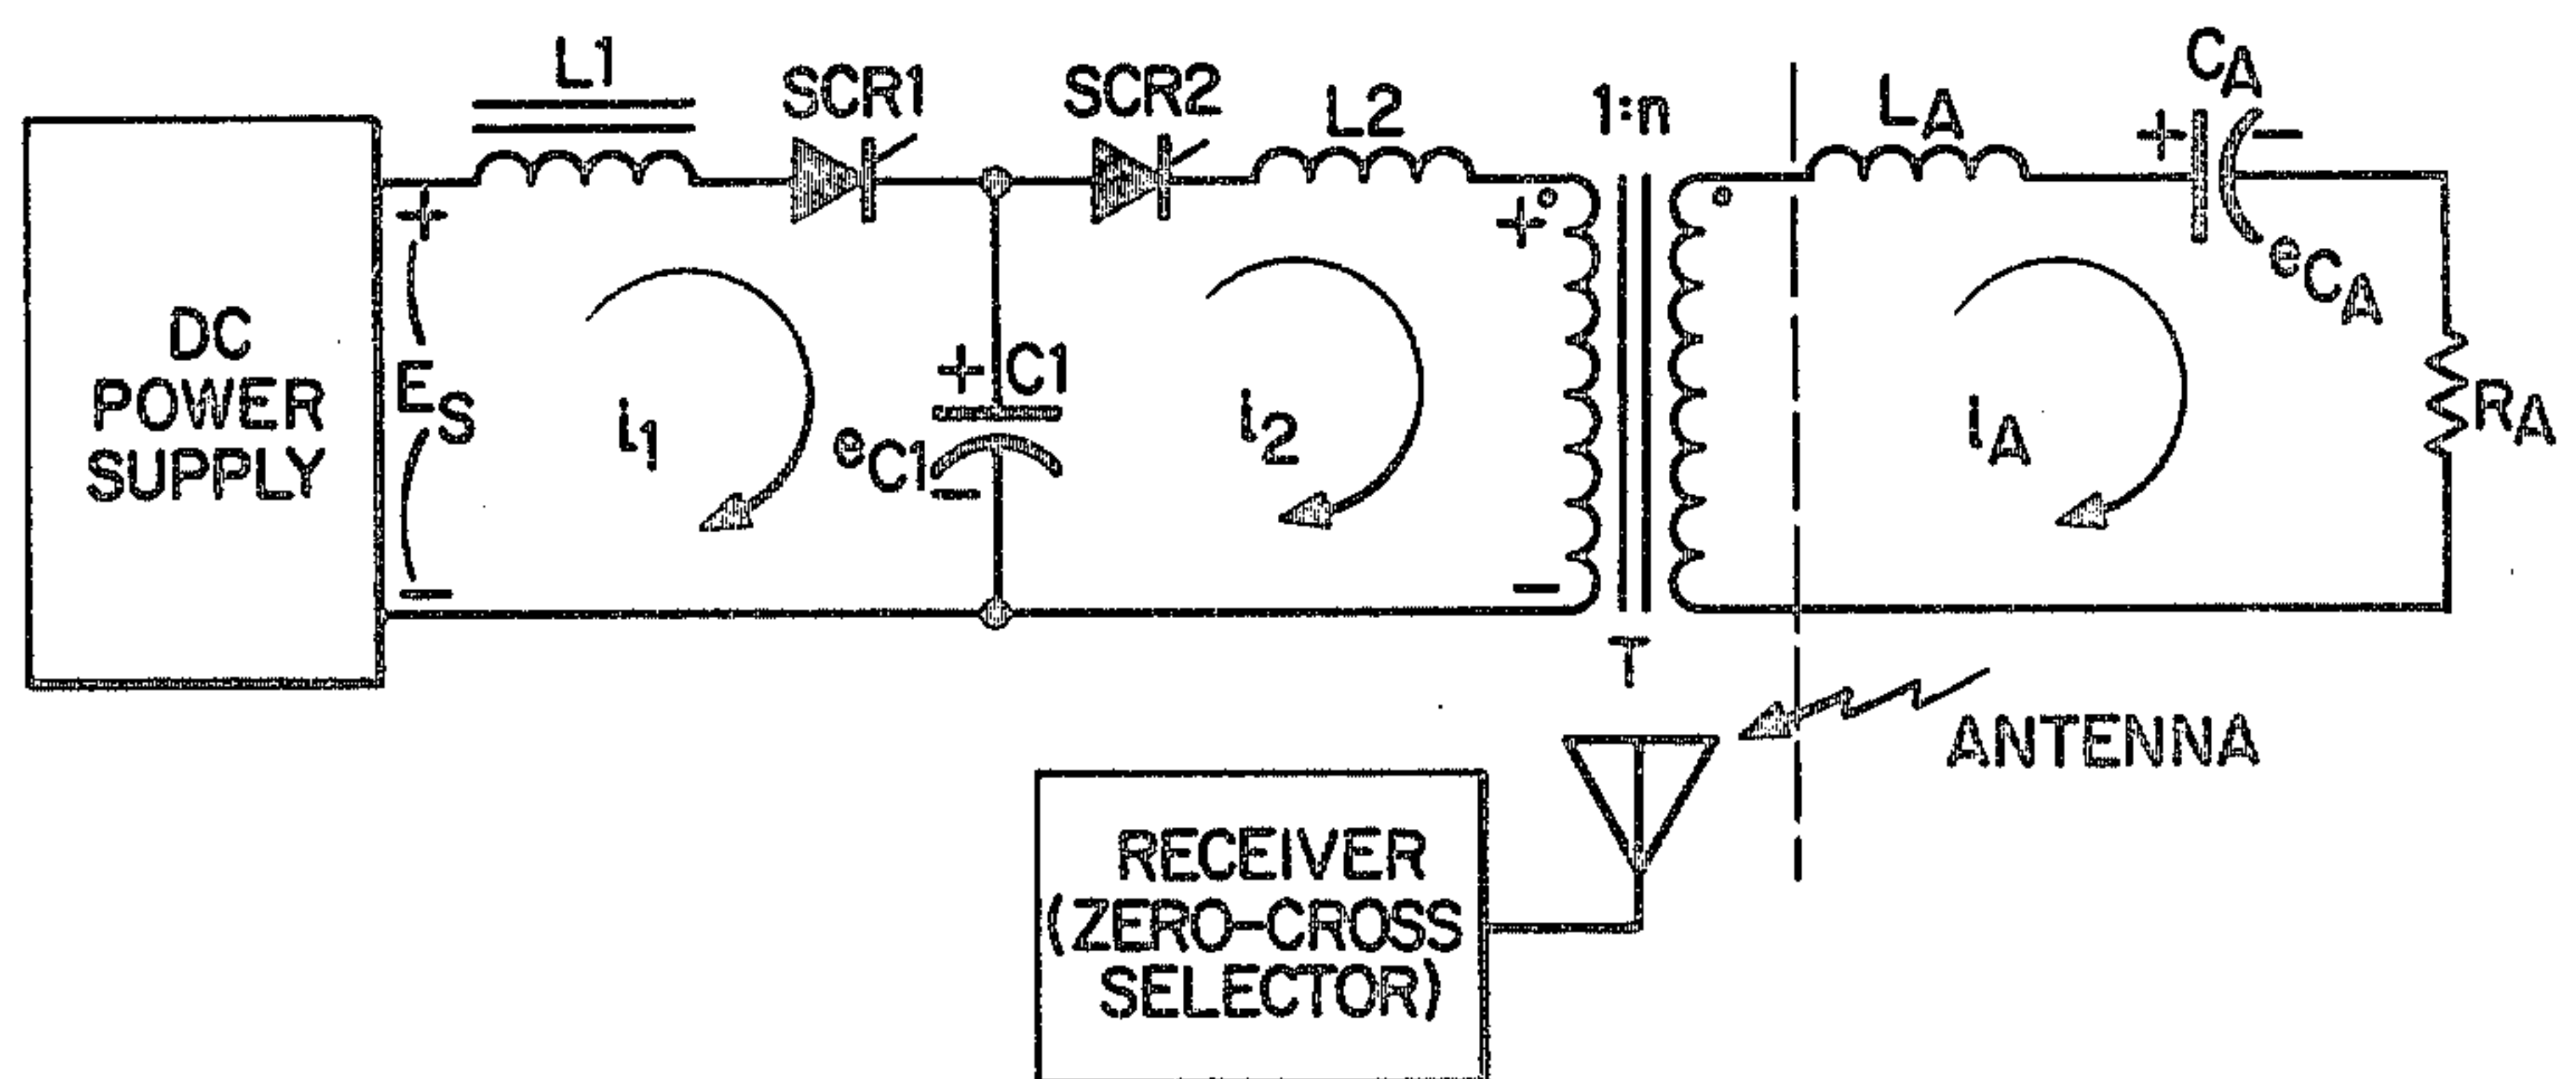 L1
SCR1
SCR2
L2
1:n
LA
CA
+
−
+
+
DC
POWER
SUPPLY
ES
−
i1
+
C1
eC1
−
i2
−
T
iA
eCA
RA
ANTENNA
RECEIVER
(ZERO-CROSS
SELECTOR)